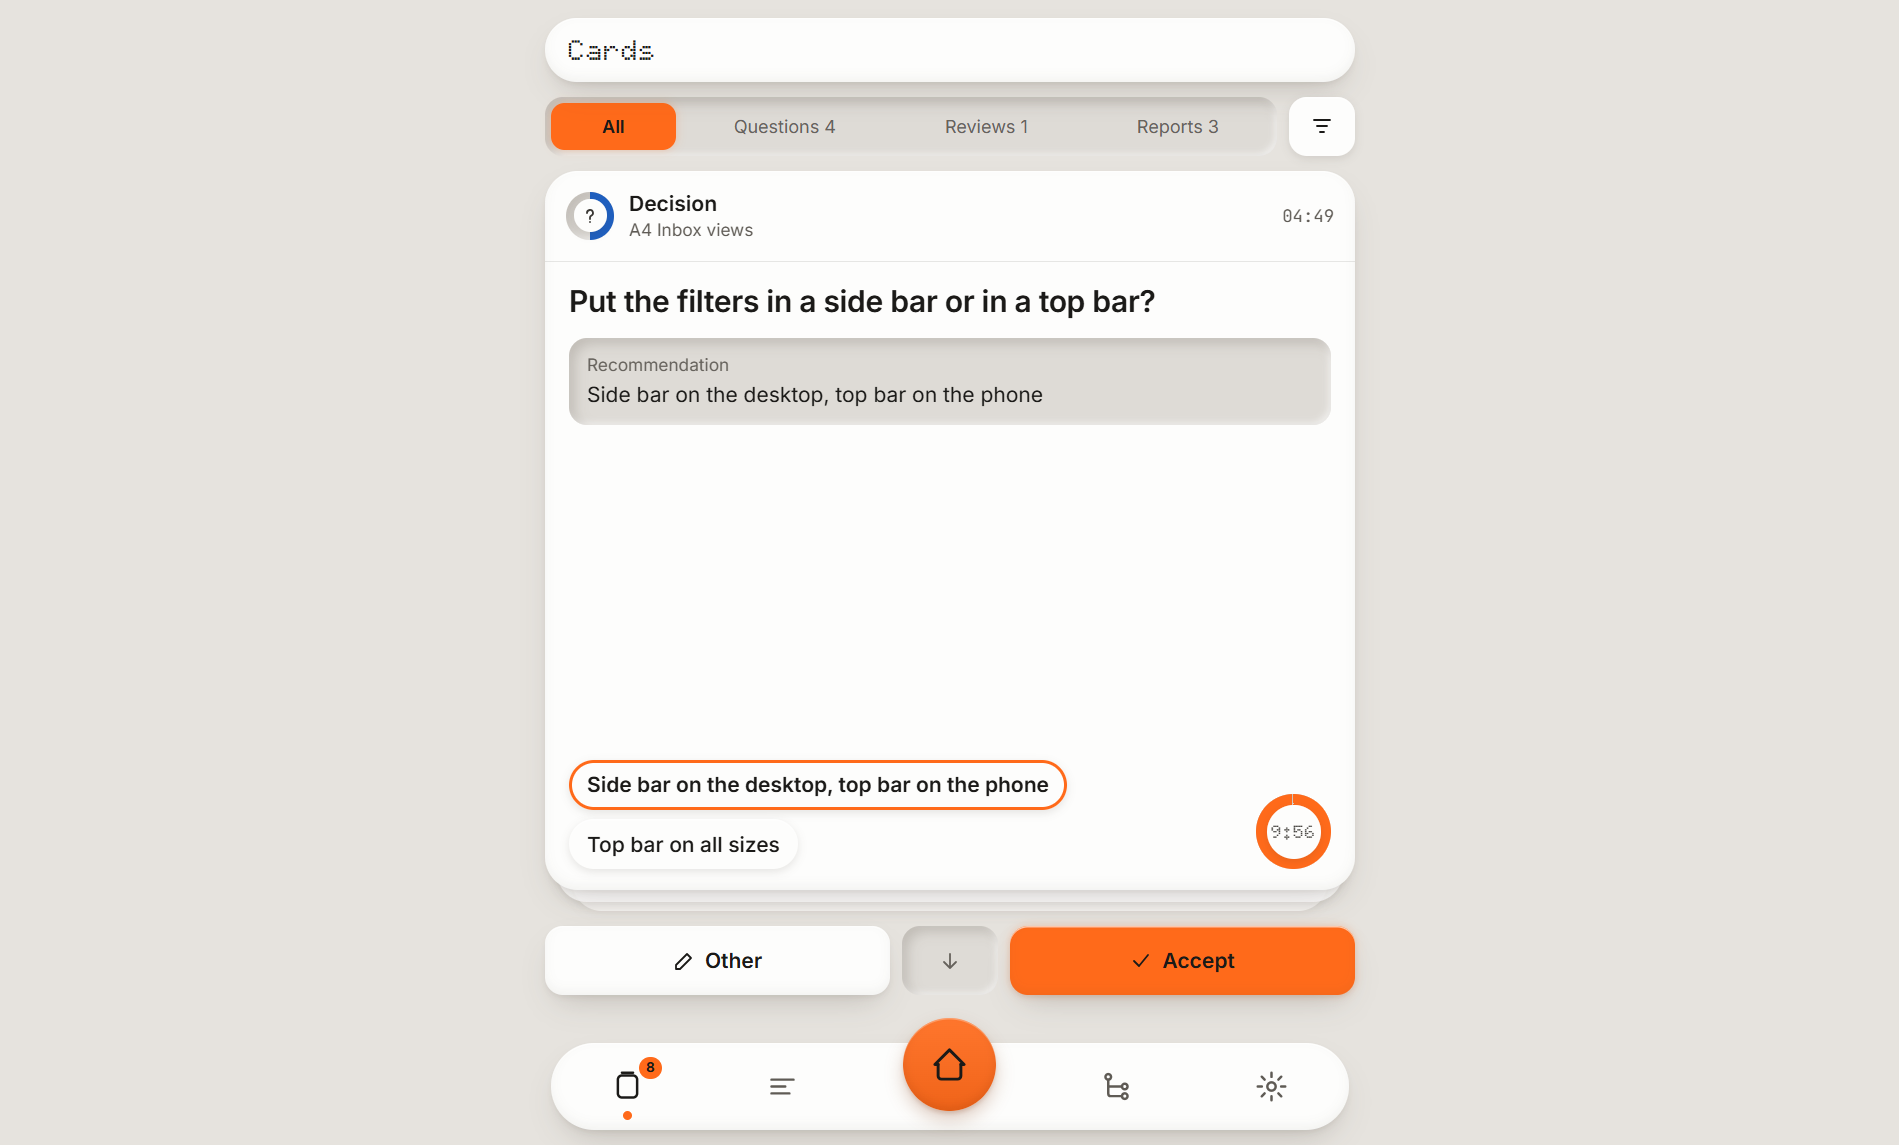 Cards
All
Questions 4
Reviews 1
Reports 3
?
Decision
A4 Inbox views
04:49
Put the filters in a side bar or in a top bar?
Recommendation
Side bar on the desktop, top bar on the phone
Side bar on the desktop, top bar on the phone
Top bar on all sizes
9:56
Other
Accept
8